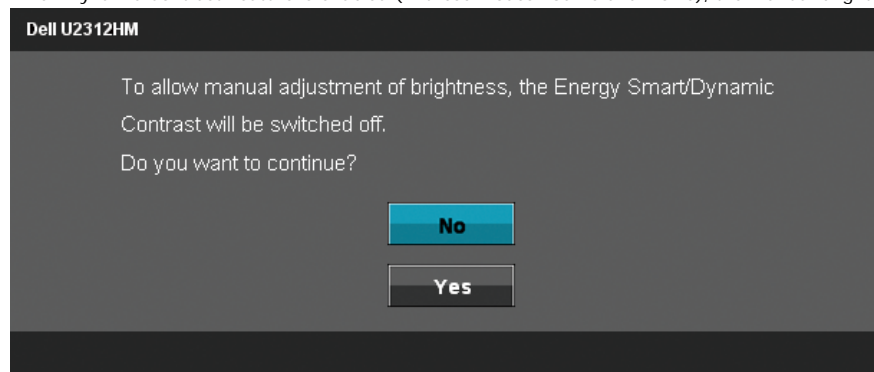 Dell U2312HM
To allow manual adjustment of brightness, the Energy Smart/Dynamic
Contrast will be switched off.
Do you want to continue?
No
Yes